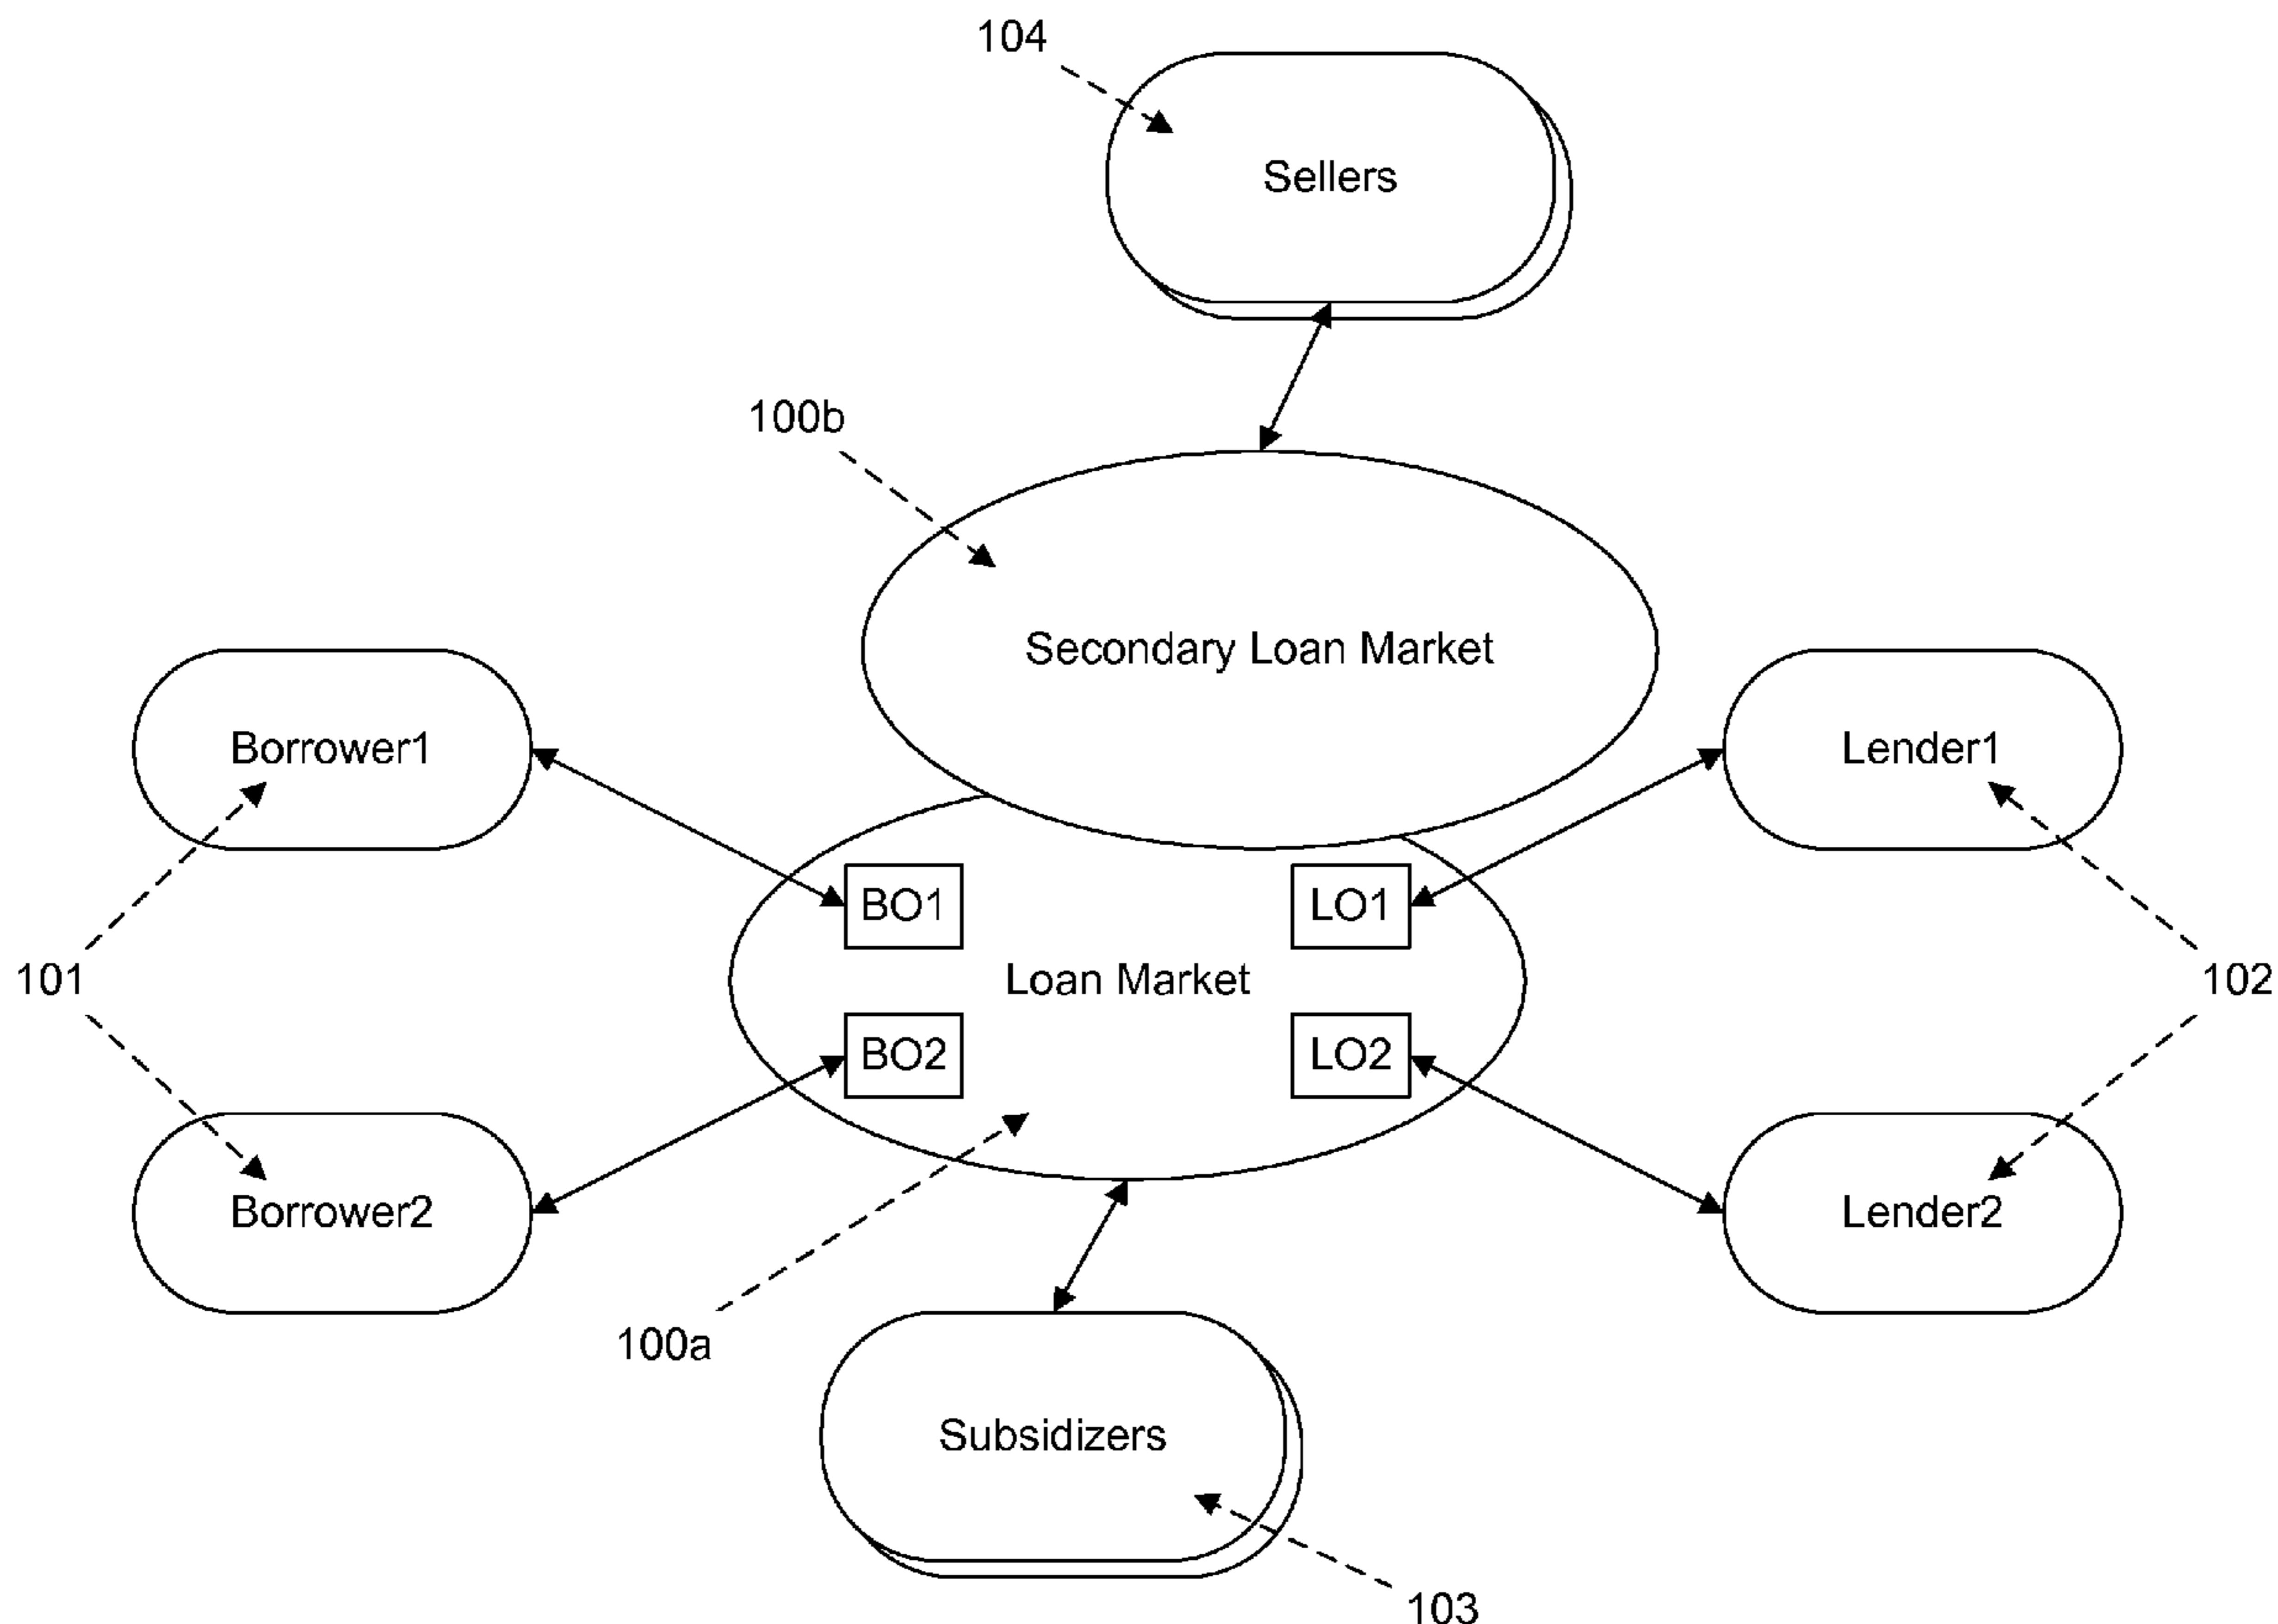 104
Sellers
100b
Secondary Loan Market
Borrower1
Lender1
BO1
LO1
101
Loan Market
102
BO2
LO2
Borrower2
Lender2
100a
Subsidizers
103